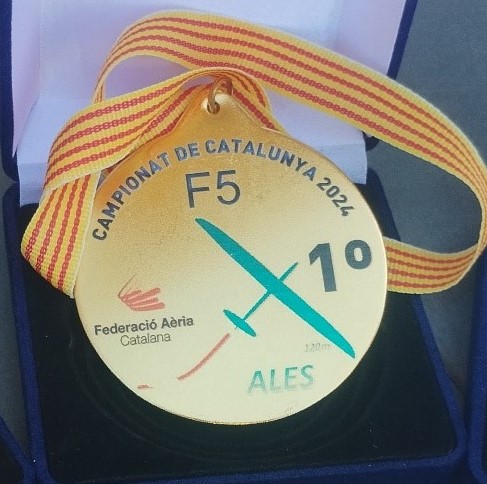 CAMPIONAT DE CATALUNYA 2024
F5
1º
Federació Aèria
Catalana
120m
ALES